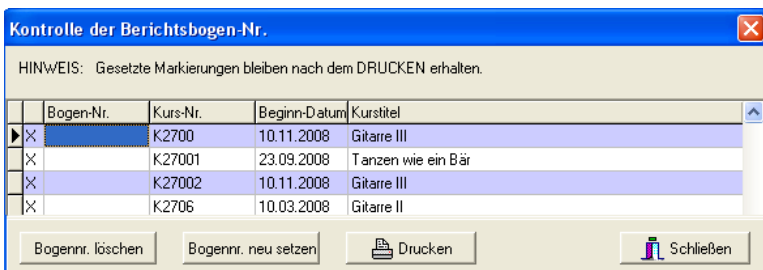 Kontrolle der Berichtsbogen-Nr.
HINWEIS: Gesetzte Markierungen bleiben nach dem DRUCKEN erhalten.
Bogen-Nr. Kurs-Nr. Beginn-Datum Kurstitel
X K2700 10.11.2008 Gitarre III
X K27001 23.09.2008 Tanzen wie ein Bär
X K27002 10.11.2008 Gitarre III
X K2706 10.03.2008 Gitarre II
Bogennr. löschen Bogennr. neu setzen Drucken Schließen